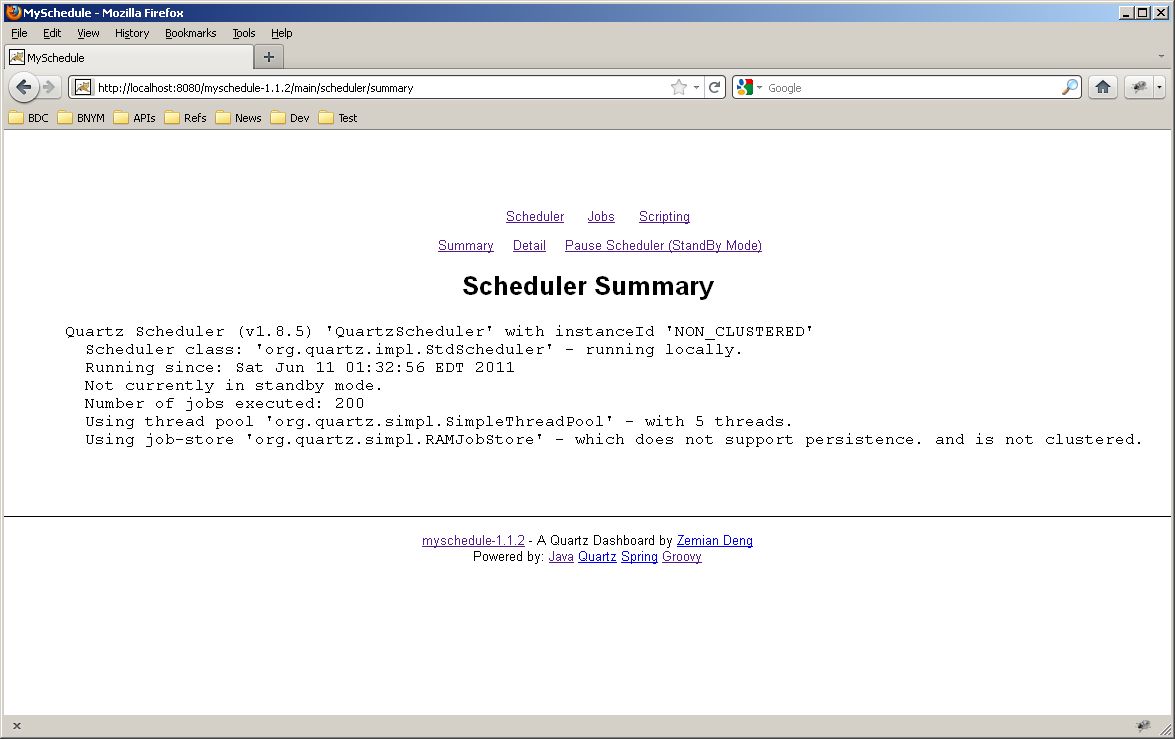 MySchedule - Mozilla Firefox
File Edit View History Bookmarks Tools Help
MySchedule
http://localhost:8080/myschedule-1.1.2/main/scheduler/summary Google
BDC BNYM APIs Refs News Dev Test
Scheduler Jobs Scripting
Summary Detail Pause Scheduler (StandBy Mode)
Scheduler Summary
Quartz Scheduler (v1.8.5) 'QuartzScheduler' with instanceId 'NON_CLUSTERED'
Scheduler class: 'org.quartz.impl.StdScheduler' - running locally.
Running since: Sat Jun 11 01:32:56 EDT 2011
Not currently in standby mode.
Number of jobs executed: 200
Using thread pool 'org.quartz.simpl.SimpleThreadPool' - with 5 threads.
Using job-store 'org.quartz.simpl.RAMJobStore' - which does not support persistence. and is not clustered.
myschedule-1.1.2 - A Quartz Dashboard by Zemian Deng
Powered by: Java Quartz Spring Groovy